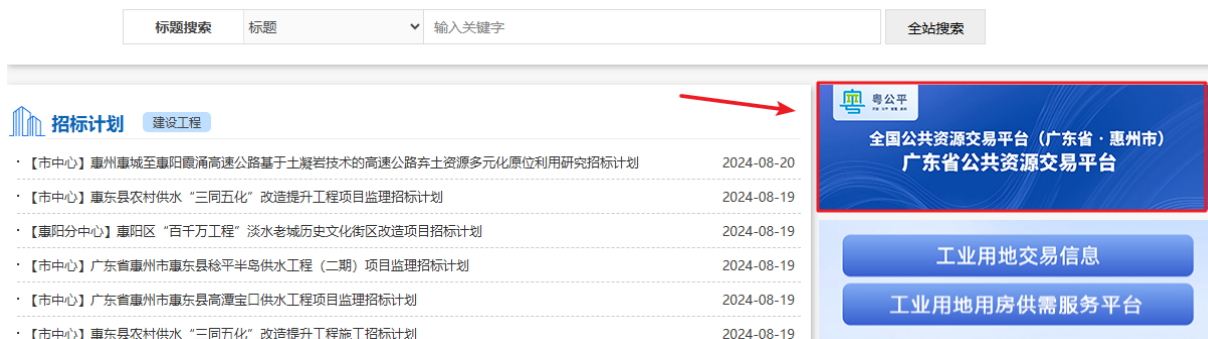 标题搜索 标题 输入关键字 全站搜索
招标计划 建设工程
·【市中心】惠州惠城至惠阳霞涌高速公路基于土凝岩技术的高速公路弃土资源多元化原位利用研究招标计划 2024-08-20
·【市中心】惠东县农村供水“三同五化”改造提升工程项目监理招标计划 2024-08-19
·【惠阳分中心】惠阳区“百千万工程”淡水老城历史文化街区改造项目招标计划 2024-08-19
·【市中心】广东省惠州市惠东县稔平半岛供水工程（二期）项目监理招标计划 2024-08-19
·【市中心】广东省惠州市惠东县高潭宝口供水工程项目监理招标计划 2024-08-19
·【市中心】惠东县农村供水“三同五化”改造提升工程施工招标计划 2024-08-19
粤 粤公平
全国公共资源交易平台（广东省·惠州市）
广东省公共资源交易平台
工业用地交易信息
工业用地用房供需服务平台